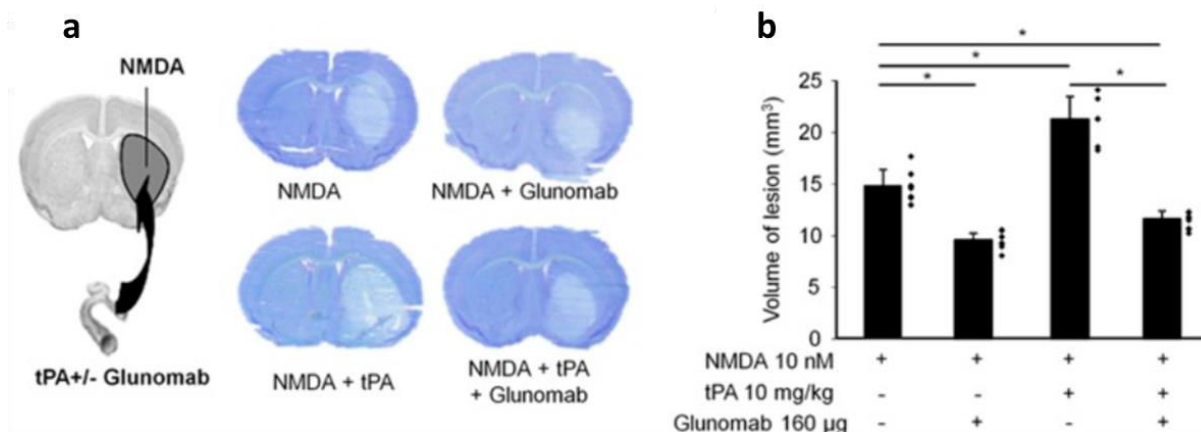 a
NMDA
tPA+/- Glunomab
NMDA
NMDA + Glunomab
NMDA + tPA
NMDA + tPA
+ Glunomab
b
*
*
*
*
Volume of lesion (mm³)
25
20
15
10
5
0
NMDA 10 nM + + + +
tPA 10 mg/kg - - + +
Glunomab 160 µg - + - +